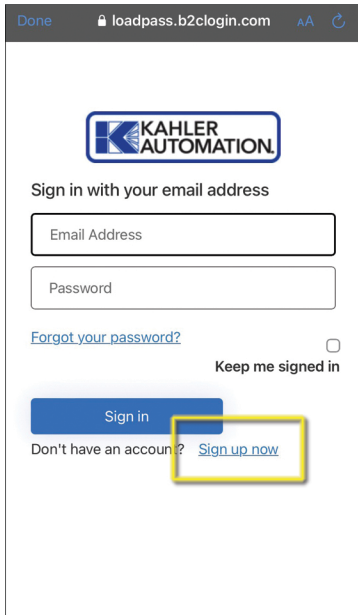 Done loadpass.b2clogin.com AA
KAHLER
AUTOMATION.
Sign in with your email address
Email Address
Password
Forgot your password?
Keep me signed in
Sign in
Don't have an account? Sign up now